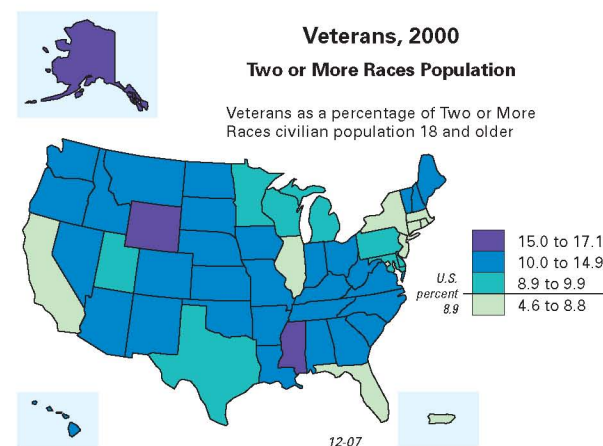 Veterans, 2000
Two or More Races Population
Veterans as a percentage of Two or More
Races civilian population 18 and older
15.0 to 17.1
10.0 to 14.9
8.9 to 9.9
4.6 to 8.8
U.S.
percent
8.9
12-07